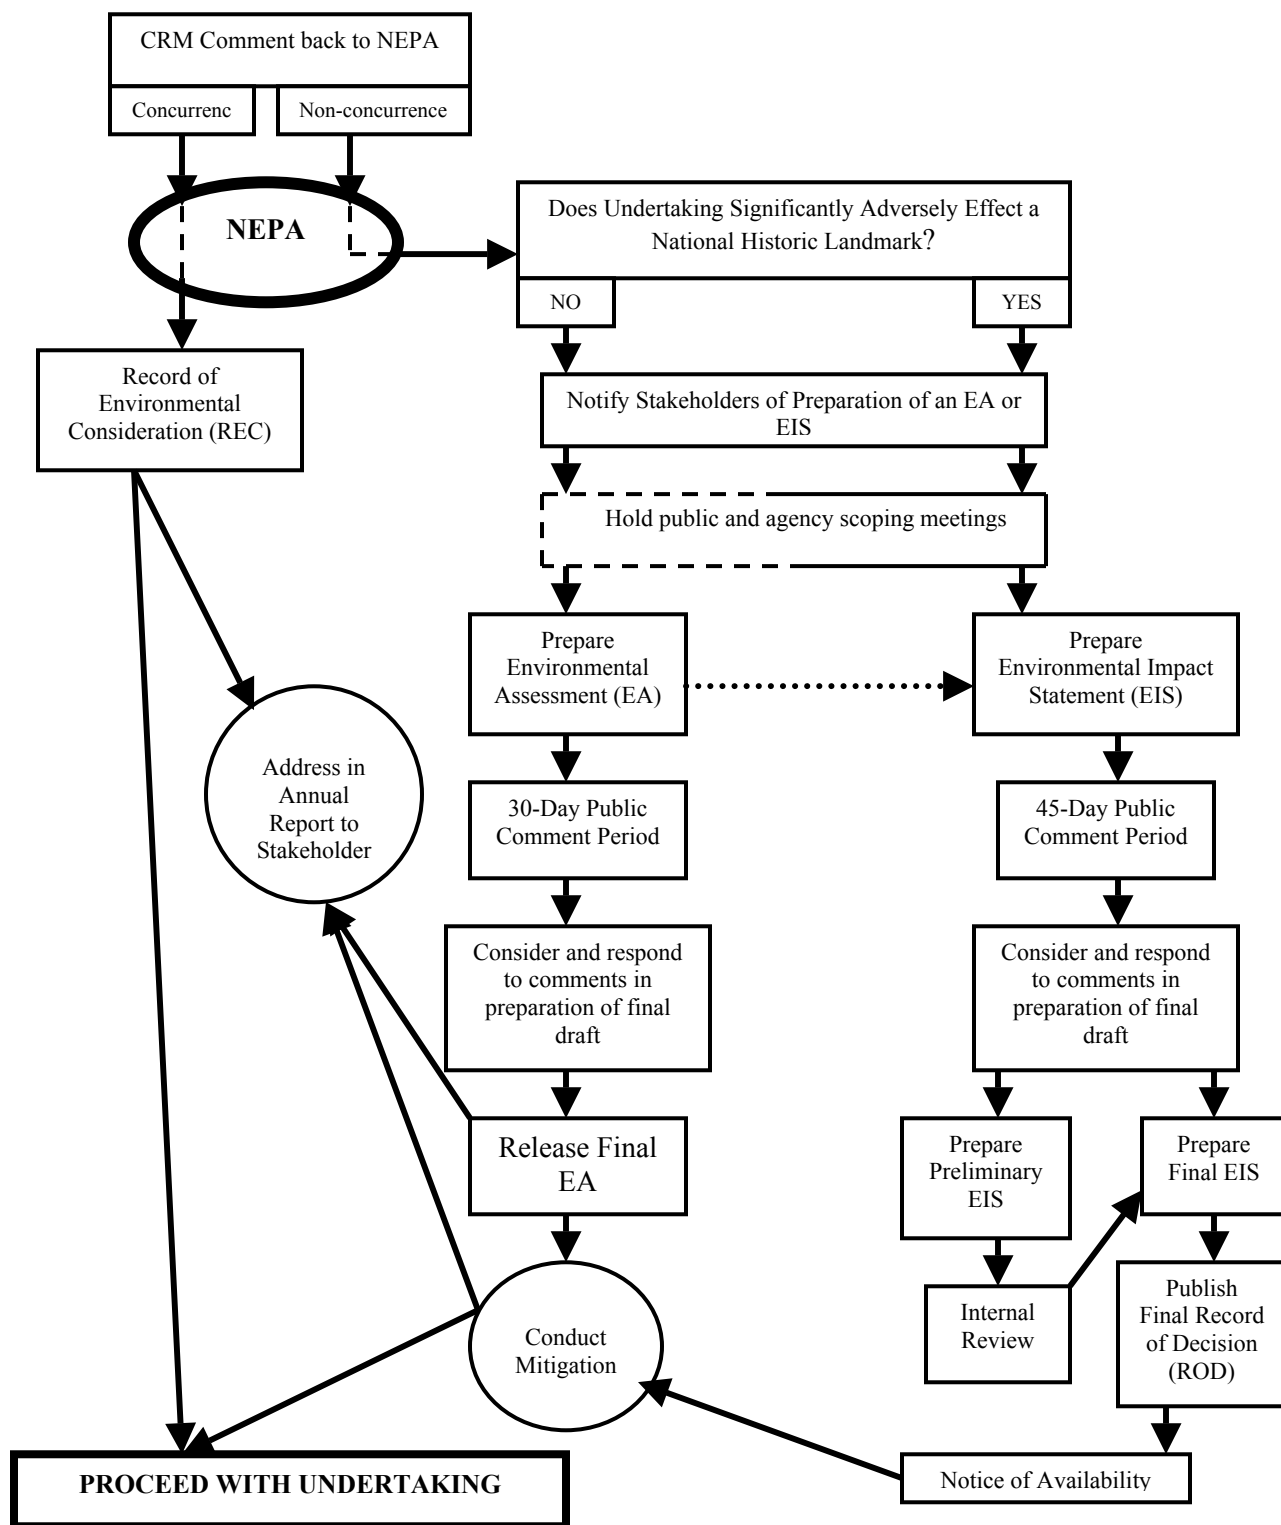 CRM Comment back to NEPA
Concurrenc
Non-concurrence
NEPA
Does Undertaking Significantly Adversely Effect a
National Historic Landmark?
NO
YES
Record of
Environmental
Consideration (REC)
Notify Stakeholders of Preparation of an EA or
EIS
Hold public and agency scoping meetings
Prepare
Environmental
Assessment (EA)
Prepare
Environmental Impact
Statement (EIS)
Address in
Annual
Report to
Stakeholder
30-Day Public
Comment Period
45-Day Public
Comment Period
Consider and respond
to comments in
preparation of final
draft
Consider and respond
to comments in
preparation of final
draft
Release Final
EA
Prepare
Preliminary
EIS
Prepare
Final EIS
Conduct
Mitigation
Internal
Review
Publish
Final Record
of Decision
(ROD)
PROCEED WITH UNDERTAKING
Notice of Availability